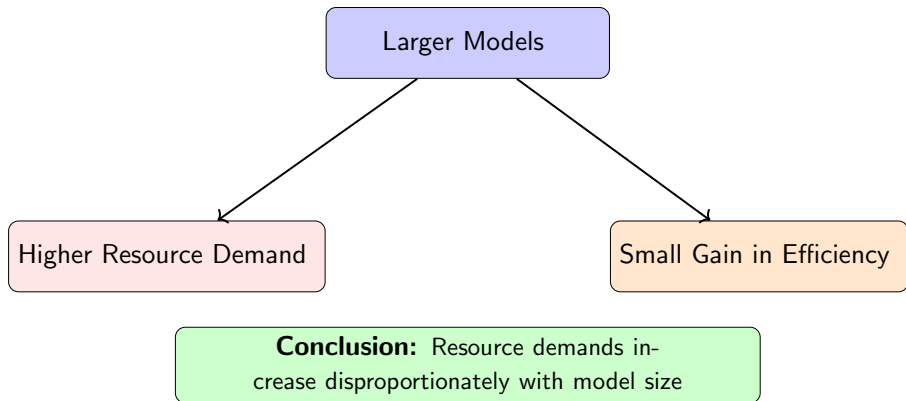 Larger Models
Higher Resource Demand
Small Gain in Efficiency
Conclusion: Resource demands in-
crease disproportionately with model size